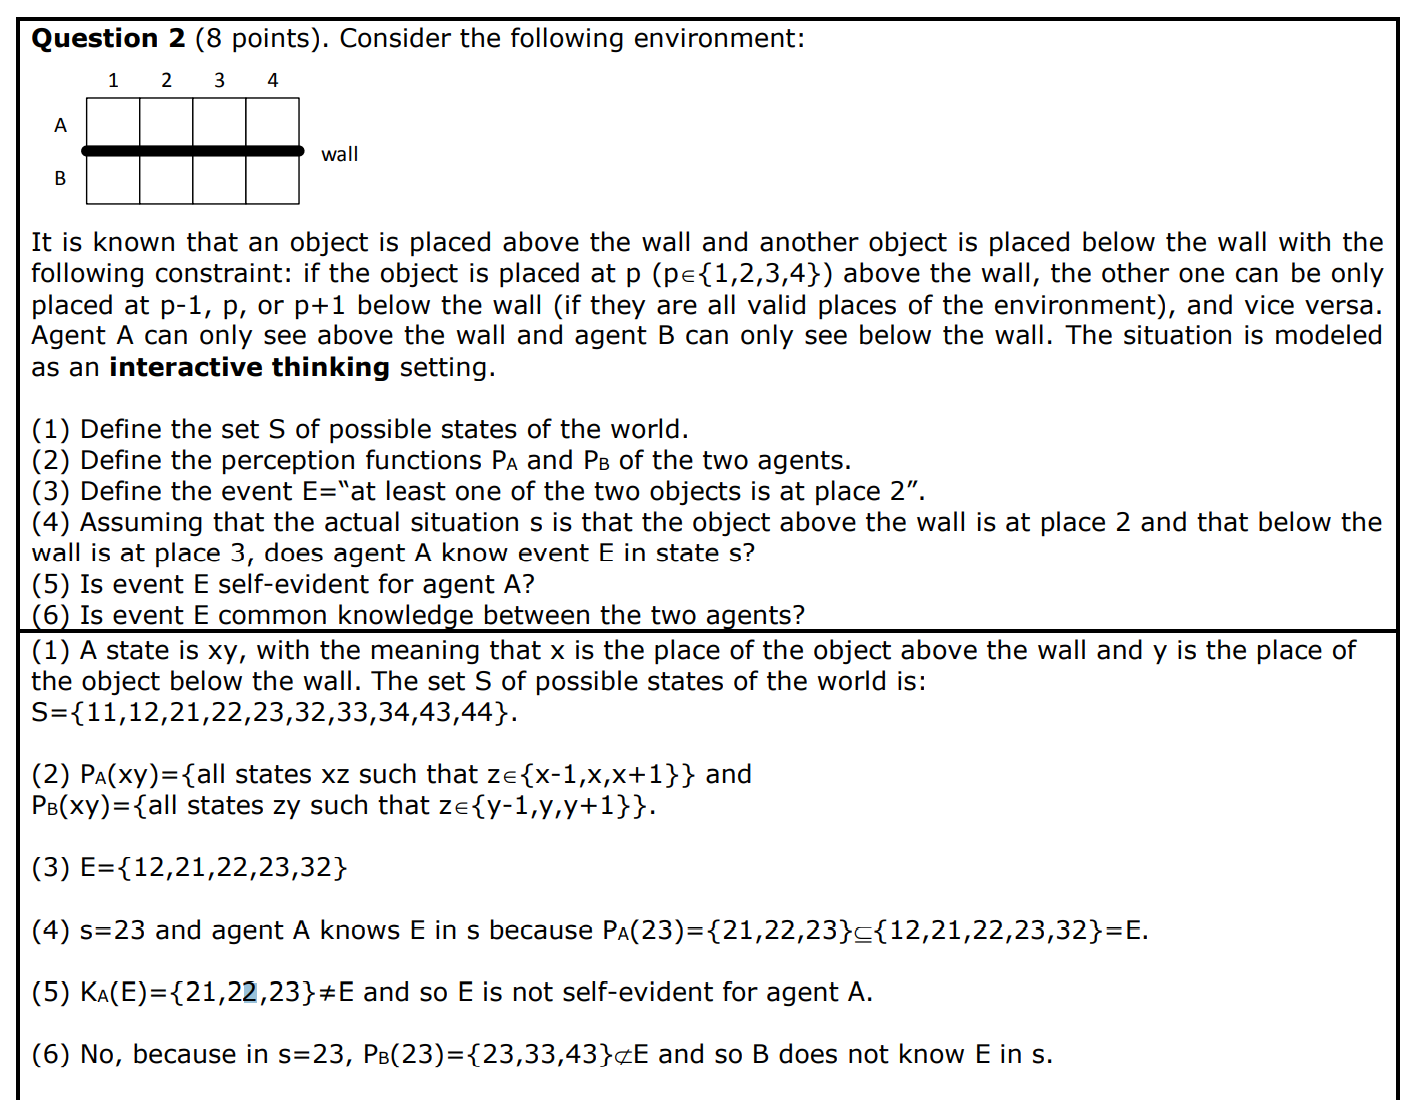 Question 2 (8 points). Consider the following environment:
1 2 3 4
A
wall
B
It is known that an object is placed above the wall and another object is placed below the wall with the
following constraint: if the object is placed at p (p∈{1,2,3,4}) above the wall, the other one can be only
placed at p-1, p, or p+1 below the wall (if they are all valid places of the environment), and vice versa.
Agent A can only see above the wall and agent B can only see below the wall. The situation is modeled
as an interactive thinking setting.
(1) Define the set S of possible states of the world.
(2) Define the perception functions PA and PB of the two agents.
(3) Define the event E=“at least one of the two objects is at place 2”.
(4) Assuming that the actual situation s is that the object above the wall is at place 2 and that below the
wall is at place 3, does agent A know event E in state s?
(5) Is event E self-evident for agent A?
(6) Is event E common knowledge between the two agents?
(1) A state is xy, with the meaning that x is the place of the object above the wall and y is the place of
the object below the wall. The set S of possible states of the world is:
S={11,12,21,22,23,32,33,34,43,44}.
(2) PA(xy)={all states xz such that z∈{x-1,x,x+1}} and
PB(xy)={all states zy such that z∈{y-1,y,y+1}}.
(3) E={12,21,22,23,32}
(4) s=23 and agent A knows E in s because PA(23)={21,22,23}⊆{12,21,22,23,32}=E.
(5) KA(E)={21,22,23}≠E and so E is not self-evident for agent A.
(6) No, because in s=23, PB(23)={23,33,43}⊄E and so B does not know E in s.